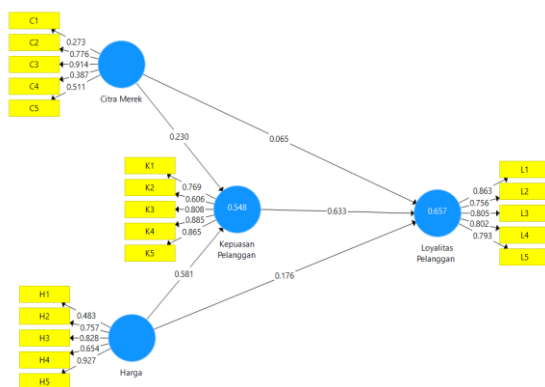 C1
C2
C3
C4
C5
0.273
0.776
0.914
0.387
0.511
Citra Merek
0.230
0.065
K1
K2
K3
K4
K5
0.769
0.606
0.808
0.885
0.865
0.548
Kepuasan
Pelanggan
0.633
0.657
Loyalitas
Pelanggan
0.863
0.756
0.805
0.802
0.793
L1
L2
L3
L4
L5
0.581
0.176
H1
H2
H3
H4
H5
0.483
0.757
0.828
0.654
0.927
Harga